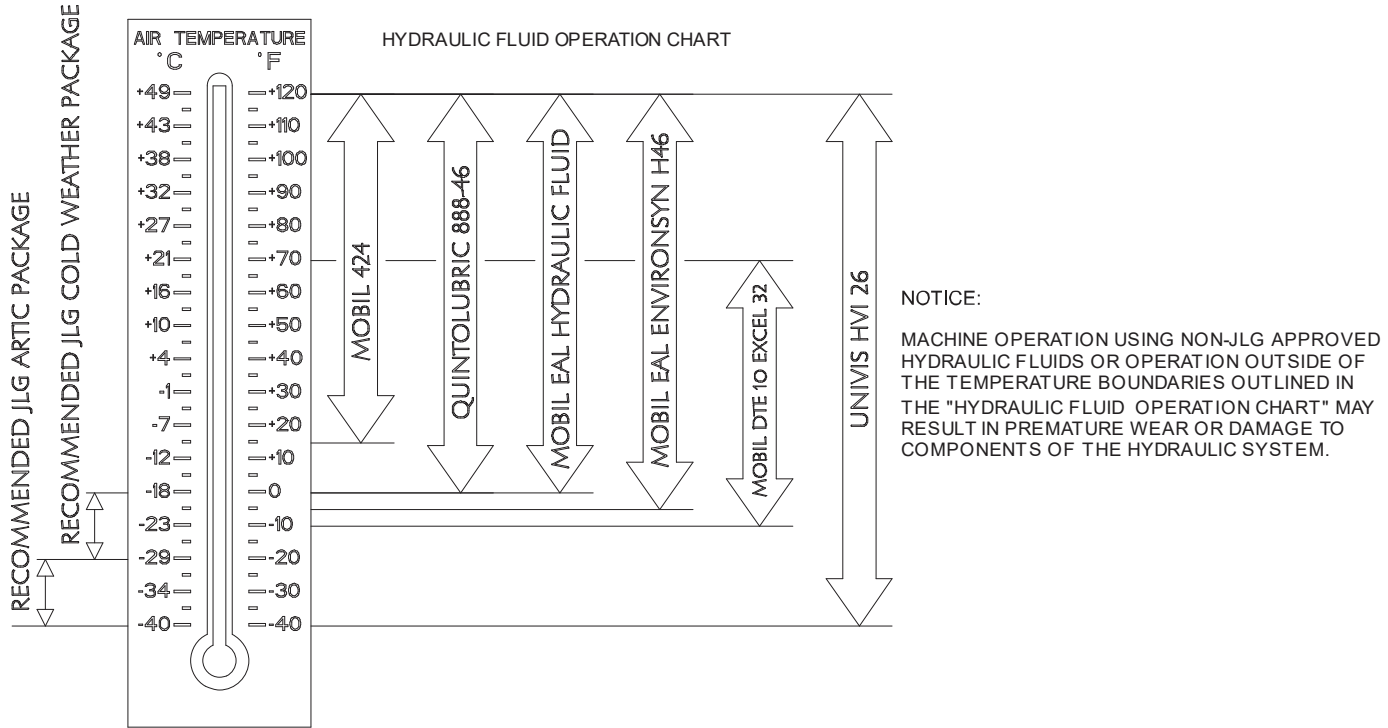 RECOMMENDED JLG ARTIC PACKAGE
RECOMMENDED JLG COLD WEATHER PACKAGE
AIR TEMPERATURE
°C °F
+49 +120
+43 +110
+38 +100
+32 +90
+27 +80
+21 +70
+16 +60
+10 +50
+4 +40
-1 +30
-7 +20
-12 +10
-18 0
-23 -10
-29 -20
-34 -30
-40 -40
HYDRAULIC FLUID OPERATION CHART
MOBIL 424
QUINTOLUBRIC 888-46
MOBIL EAL HYDRAULIC FLUID
MOBIL EAL ENVIRONSYN H46
MOBIL DTE 10 EXCEL 32
UNIVIS HVI 26
NOTICE:
MACHINE OPERATION USING NON-JLG APPROVED
HYDRAULIC FLUIDS OR OPERATION OUTSIDE OF
THE TEMPERATURE BOUNDARIES OUTLINED IN
THE "HYDRAULIC FLUID OPERATION CHART" MAY
RESULT IN PREMATURE WEAR OR DAMAGE TO
COMPONENTS OF THE HYDRAULIC SYSTEM.